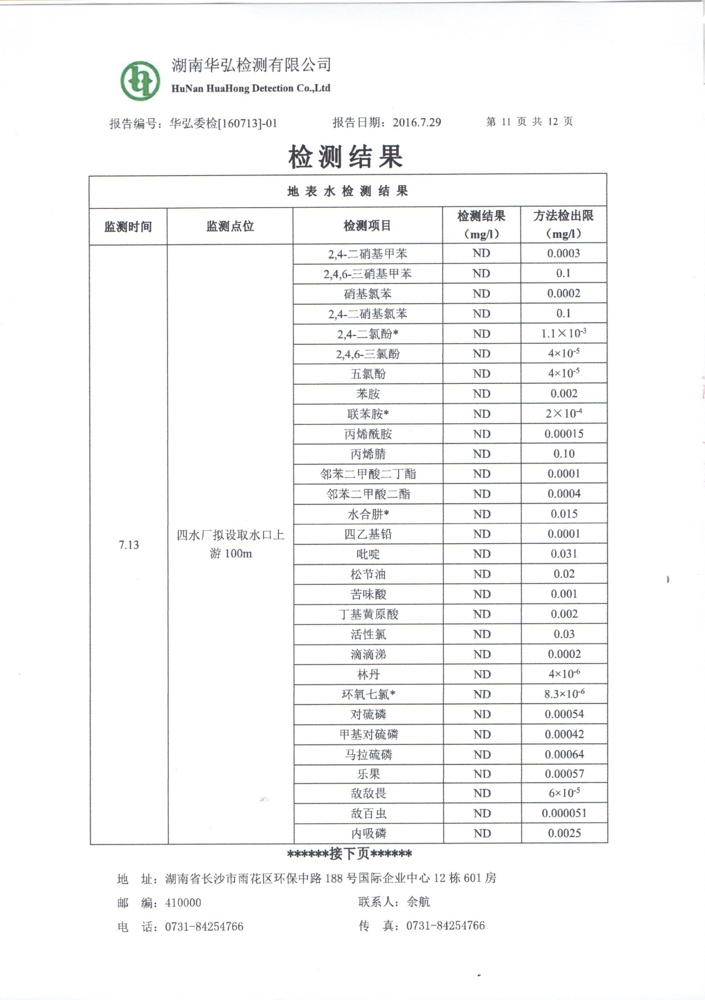 湖南华弘检测有限公司
HuNan HuaHong Detection Co.,Ltd
报告编号：华弘委检[160713]-01 报告日期：2016.7.29 第 11 页 共 12 页
检测结果
地表水检测结果
监测时间 监测点位 检测项目 检测结果（mg/l） 方法检出限（mg/l）
7.13 四水厂拟设取水口上游 100m
2,4-二硝基甲苯 ND 0.0003
2,4,6-三硝基甲苯 ND 0.1
硝基氯苯 ND 0.0002
2,4-二硝基氯苯 ND 0.1
2,4-二氯酚* ND 1.1×10⁻³
2,4,6-三氯酚 ND 4×10⁻⁵
五氯酚 ND 4×10⁻⁵
苯胺 ND 0.002
联苯胺* ND 2×10⁻⁴
丙烯酰胺 ND 0.00015
丙烯腈 ND 0.10
邻苯二甲酸二丁酯 ND 0.0001
邻苯二甲酸二酯 ND 0.0004
水合肼* ND 0.015
四乙基铅 ND 0.0001
吡啶 ND 0.031
松节油 ND 0.02
苦味酸 ND 0.001
丁基黄原酸 ND 0.002
活性氯 ND 0.03
滴滴涕 ND 0.0002
林丹 ND 4×10⁻⁶
环氧七氯* ND 8.3×10⁻⁶
对硫磷 ND 0.00054
甲基对硫磷 ND 0.00042
马拉硫磷 ND 0.00064
乐果 ND 0.00057
敌敌畏 ND 6×10⁻⁵
敌百虫 ND 0.000051
内吸磷 ND 0.0025
******接下页******
地 址：湖南省长沙市雨花区环保中路 188 号国际企业中心 12 栋 601 房
邮 编：410000 联系人：余航
电 话：0731-84254766 传 真：0731-84254766